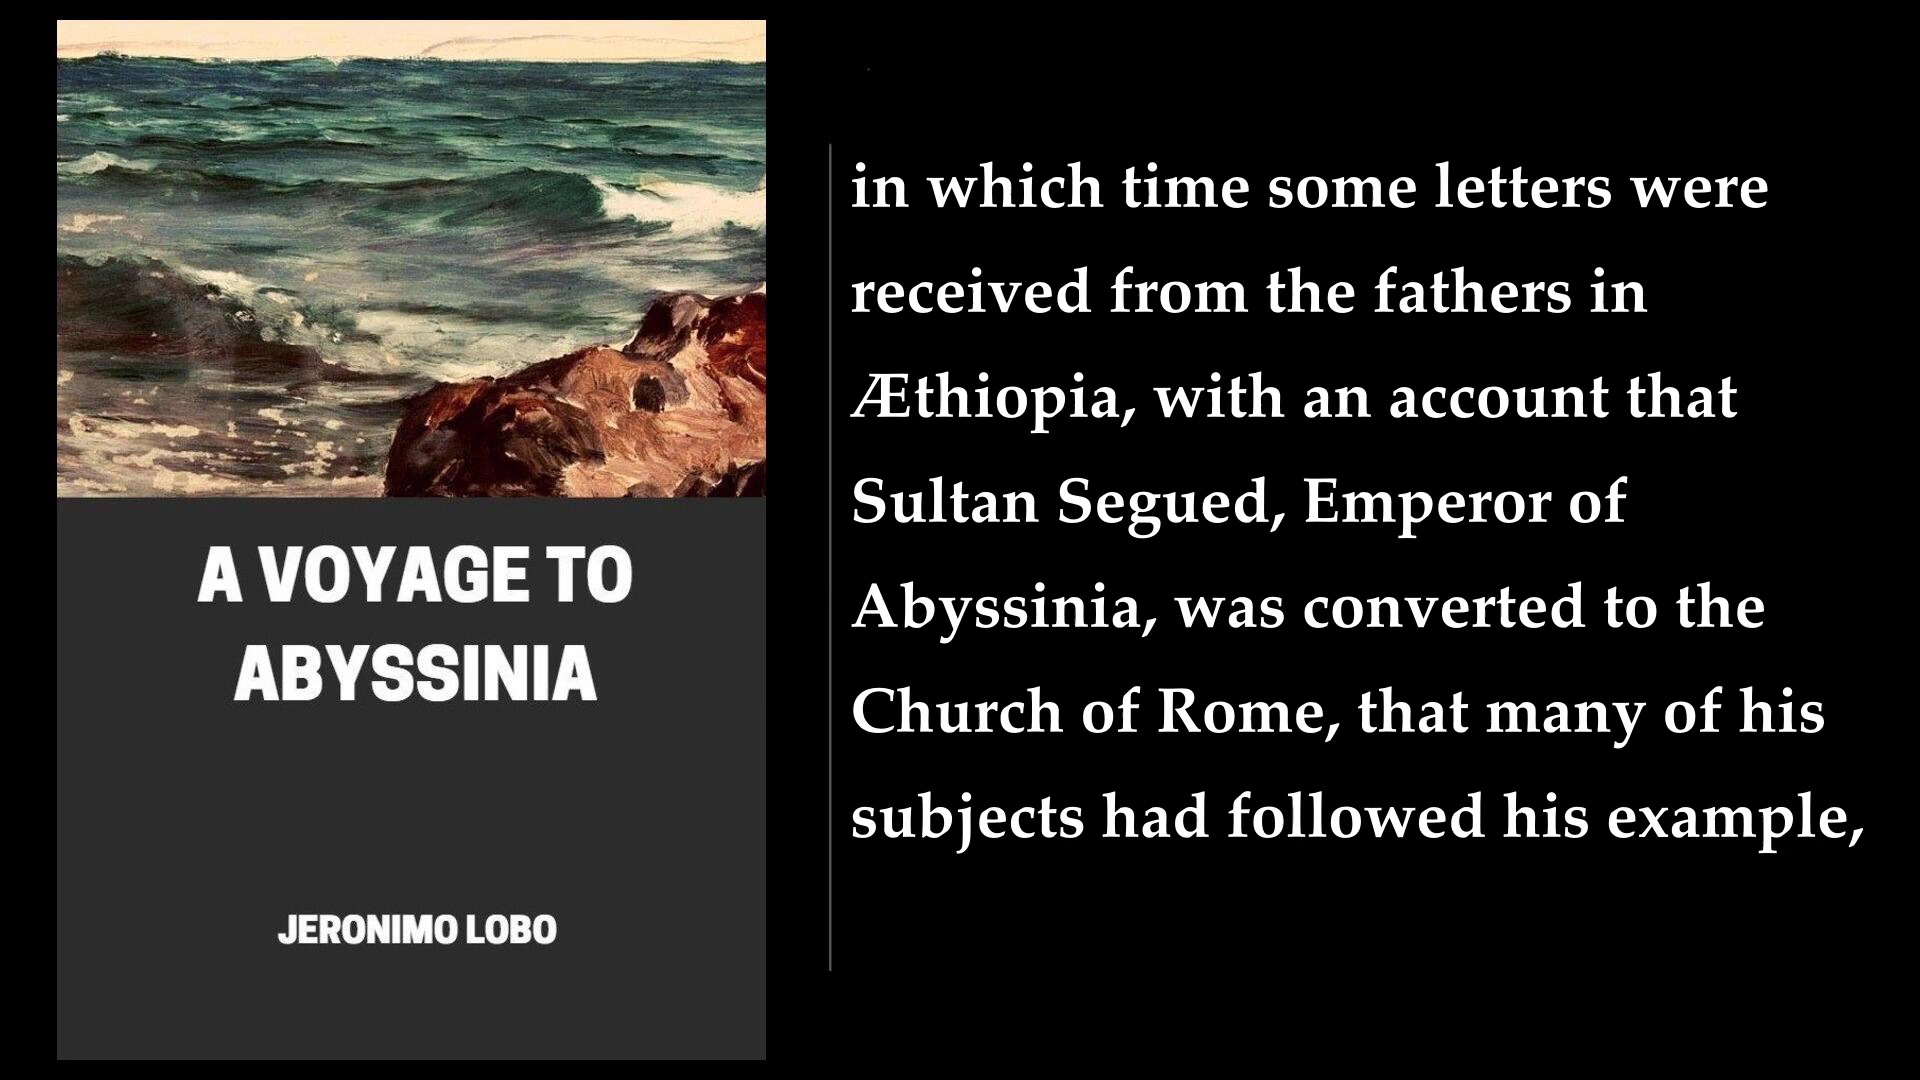 A VOYAGE TO
ABYSSINIA
JERONIMO LOBO
in which time some letters were
received from the fathers in
Æthiopia, with an account that
Sultan Segued, Emperor of
Abyssinia, was converted to the
Church of Rome, that many of his
subjects had followed his example,